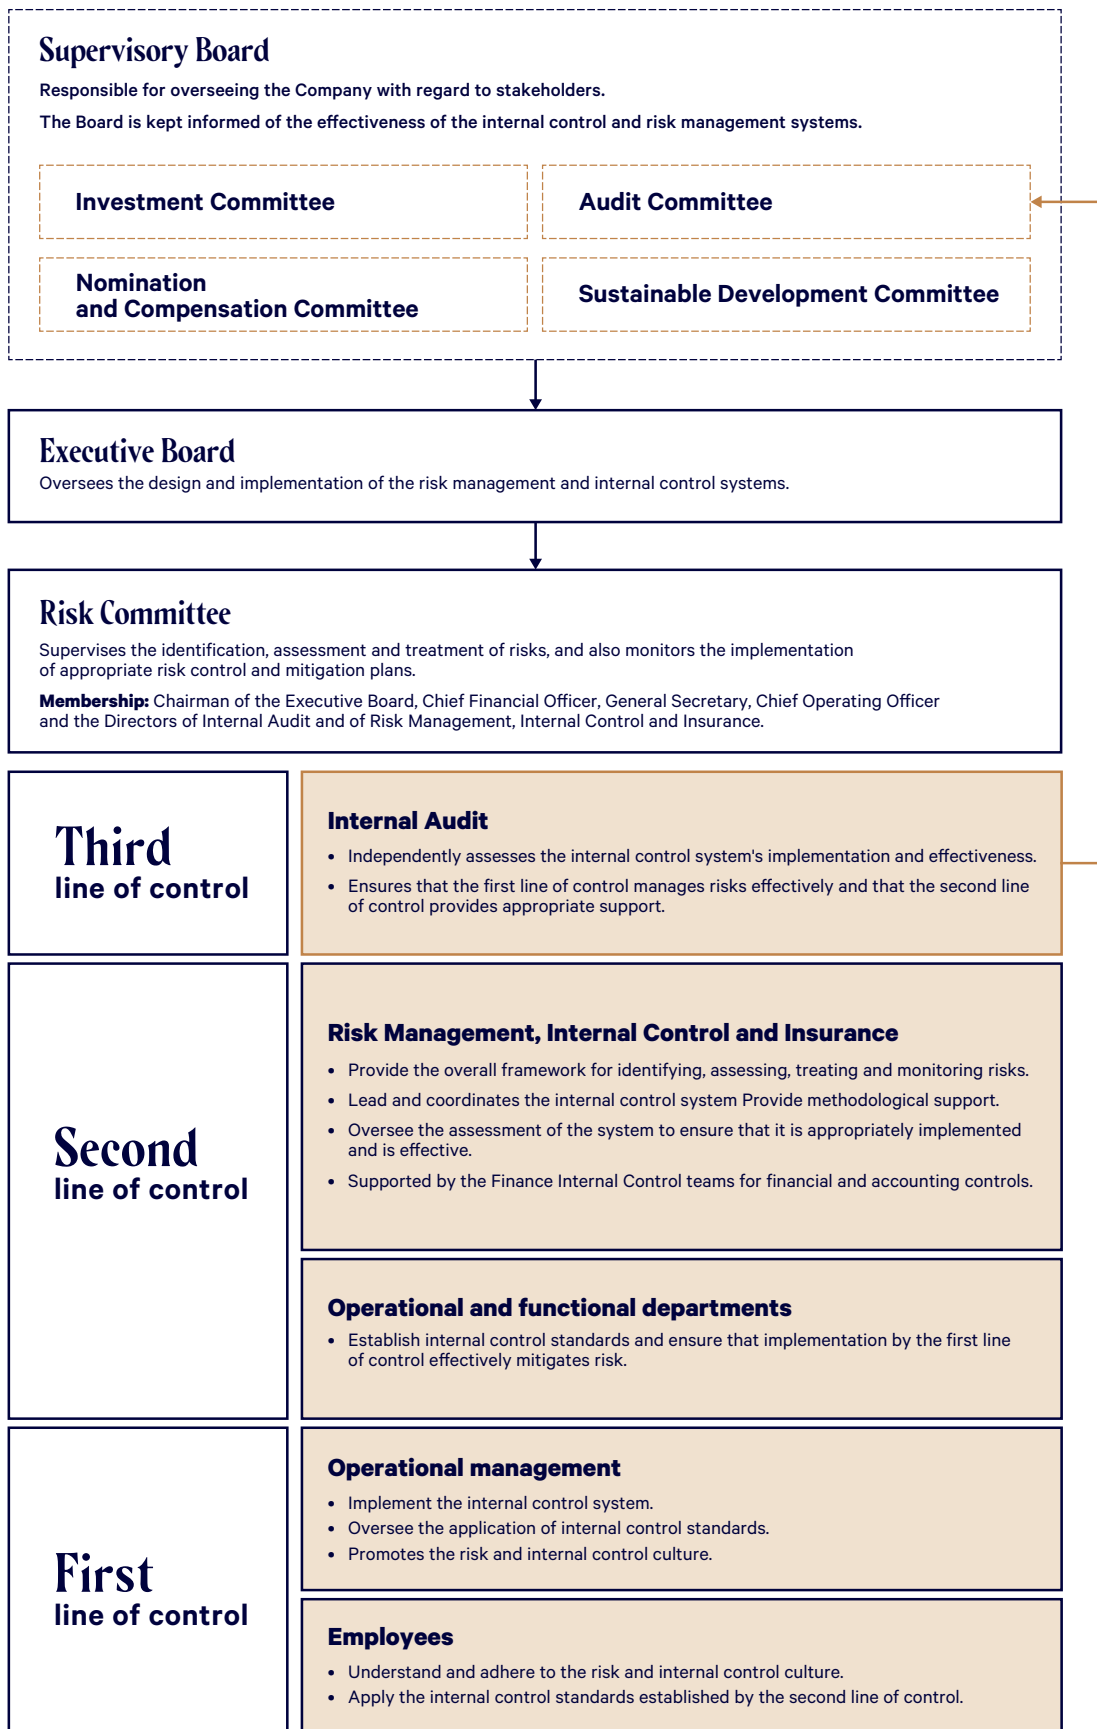 Supervisory Board
Responsible for overseeing the Company with regard to stakeholders.
The Board is kept informed of the effectiveness of the internal control and risk management systems.
Investment Committee
Audit Committee
Nomination
and Compensation Committee
Sustainable Development Committee
Executive Board
Oversees the design and implementation of the risk management and internal control systems.
Risk Committee
Supervises the identification, assessment and treatment of risks, and also monitors the implementation
of appropriate risk control and mitigation plans.
Membership: Chairman of the Executive Board, Chief Financial Officer, General Secretary, Chief Operating Officer
and the Directors of Internal Audit and of Risk Management, Internal Control and Insurance.
Third
line of control
Internal Audit
• Independently assesses the internal control system's implementation and effectiveness.
• Ensures that the first line of control manages risks effectively and that the second line
of control provides appropriate support.
Second
line of control
Risk Management, Internal Control and Insurance
• Provide the overall framework for identifying, assessing, treating and monitoring risks.
• Lead and coordinates the internal control system Provide methodological support.
• Oversee the assessment of the system to ensure that it is appropriately implemented
and is effective.
• Supported by the Finance Internal Control teams for financial and accounting controls.
Operational and functional departments
• Establish internal control standards and ensure that implementation by the first line
of control effectively mitigates risk.
First
line of control
Operational management
• Implement the internal control system.
• Oversee the application of internal control standards.
• Promotes the risk and internal control culture.
Employees
• Understand and adhere to the risk and internal control culture.
• Apply the internal control standards established by the second line of control.